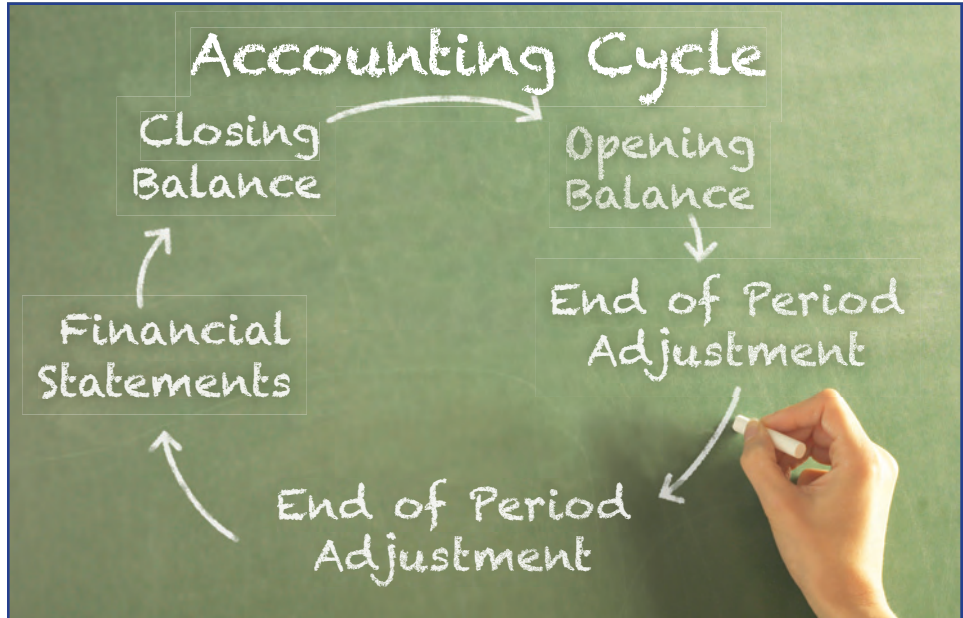 Accounting Cycle
Closing
Balance
Opening
Balance
End of Period
Adjustment
End of Period
Adjustment
Financial
Statements